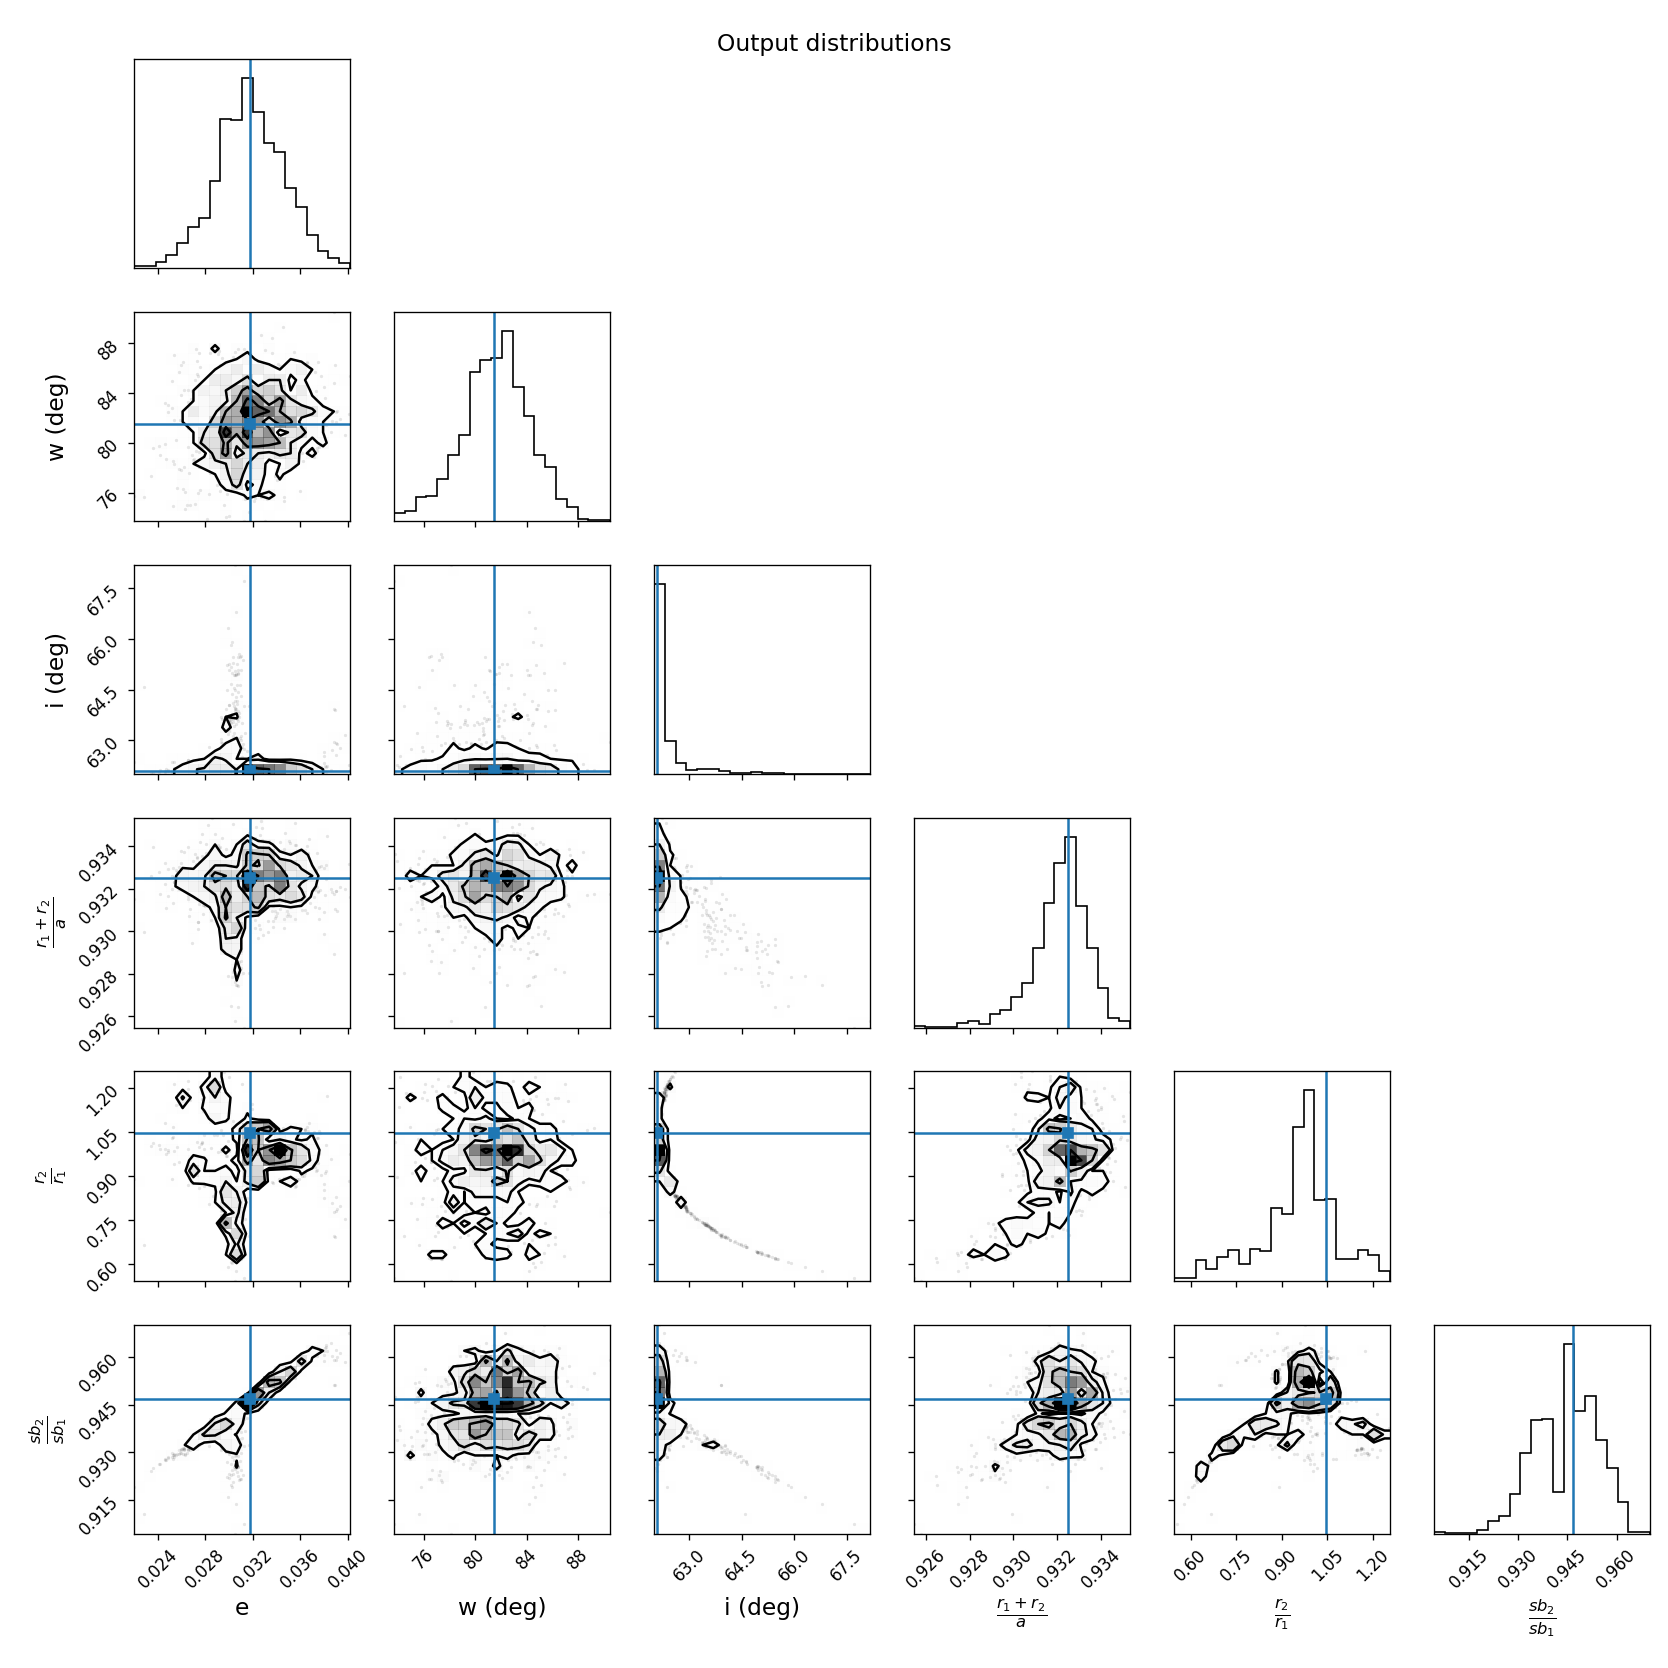 Output distributions
88
84
80
76
w (deg)
67.5
66.0
64.5
63.0
i (deg)
0.934
0.932
0.930
0.928
0.926
r₁ + r₂
a
1.20
1.05
0.90
0.75
0.60
r₂
r₁
0.960
0.945
0.930
0.915
sb₂
sb₁
0.024 0.028 0.032 0.036 0.040 76 80 84 88 63.0 64.5 66.0 67.5 0.926 0.928 0.930 0.932 0.934 0.60 0.75 0.90 1.05 1.20 0.915 0.930 0.945 0.960
e w (deg) i (deg) r₁ + r₂ r₂ sb₂
a r₁ sb₁